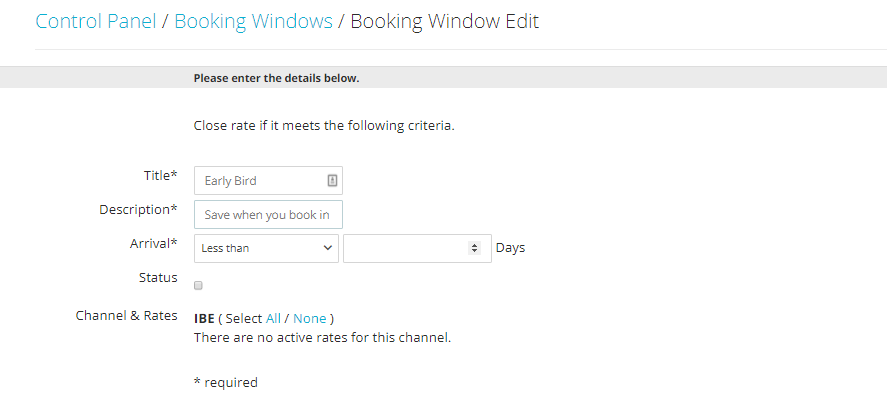 Control Panel / Booking Windows / Booking Window Edit
Please enter the details below.
Close rate if it meets the following criteria.
Title* Early Bird
Description* Save when you book in
Arrival* Less than Days
Status
Channel & Rates IBE ( Select All / None )
There are no active rates for this channel.
* required